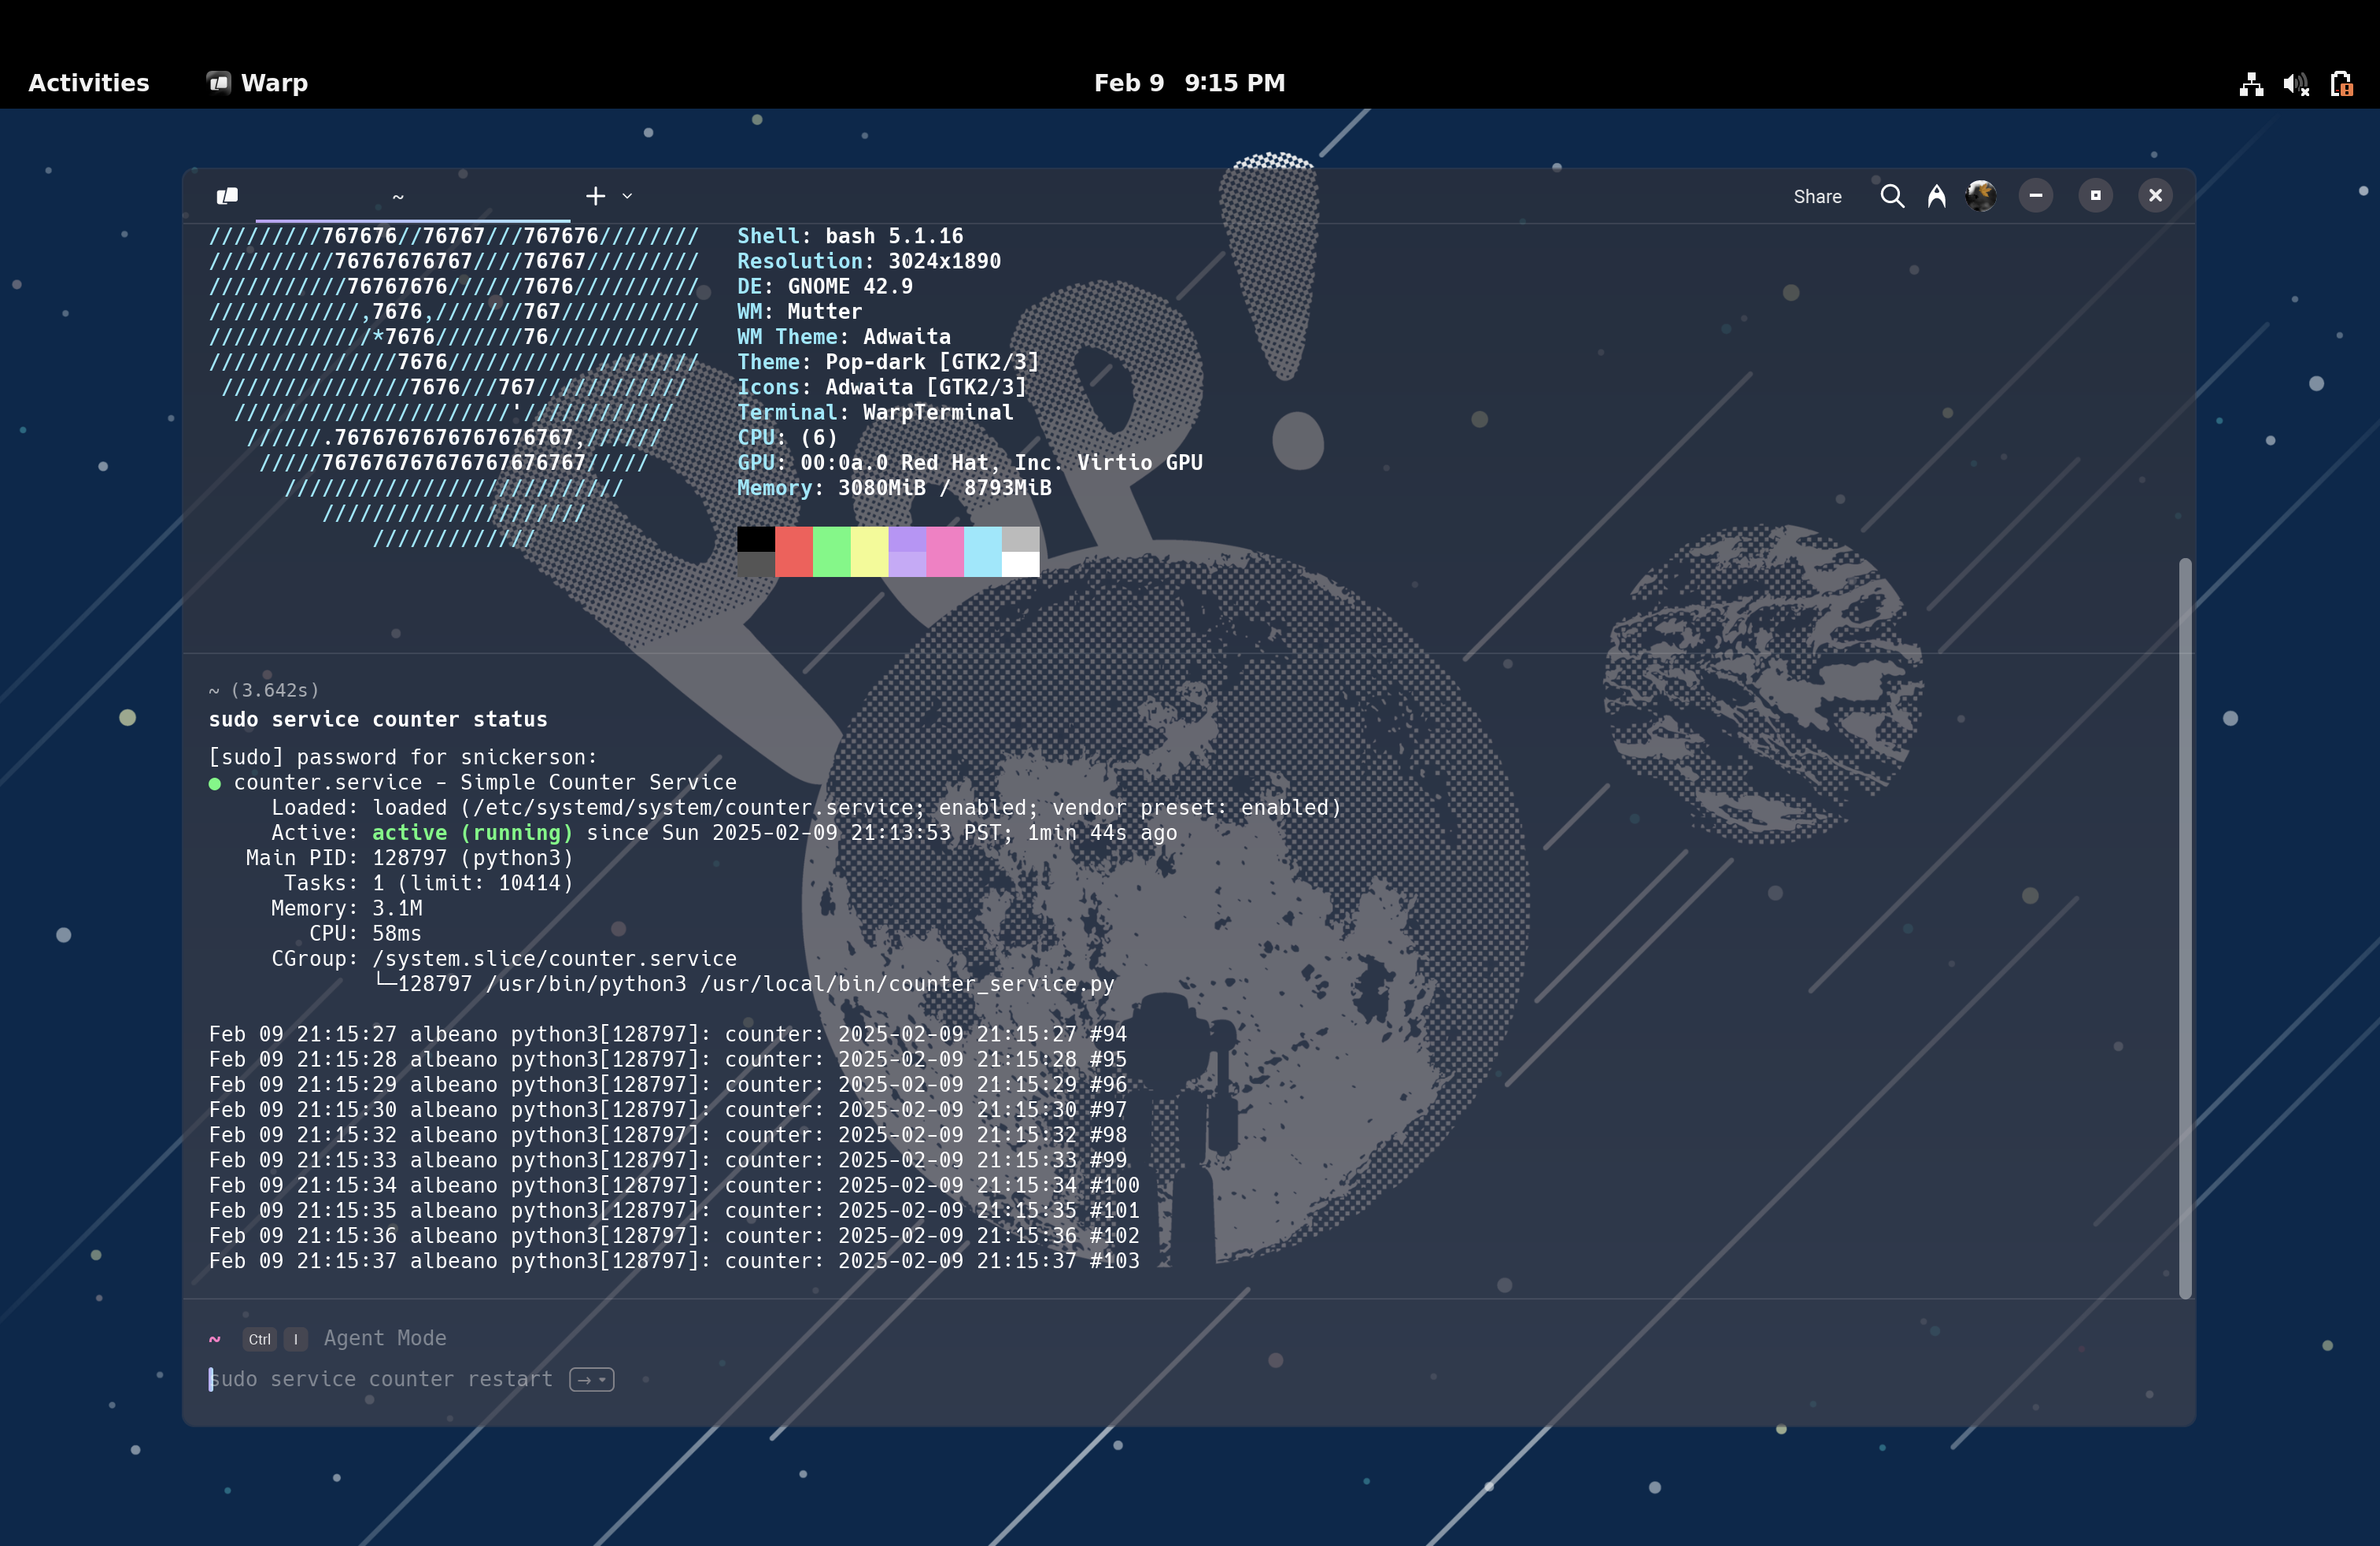 Activities
Warp
Feb 9 9:15 PM
~
Share
/////////767676//76767///767676//////// Shell: bash 5.1.16
//////////76767676767////76767///////// Resolution: 3024x1890
///////////76767676//////7676////////// DE: GNOME 42.9
////////////,7676,///////767/////////// WM: Mutter
/////////////*7676///////76//////////// WM Theme: Adwaita
///////////////7676//////////////////// Theme: Pop-dark [GTK2/3]
///////////////7676///767//////////// Icons: Adwaita [GTK2/3]
//////////////////////'//////////// Terminal: WarpTerminal
//////.7676767676767676767,////// CPU: (6)
/////767676767676767676767///// GPU: 00:0a.0 Red Hat, Inc. Virtio GPU
/////////////////////////// Memory: 3080MiB / 8793MiB
/////////////////////
/////////////
~ (3.642s)
sudo service counter status
[sudo] password for snickerson:
● counter.service - Simple Counter Service
Loaded: loaded (/etc/systemd/system/counter.service; enabled; vendor preset: enabled)
Active: active (running) since Sun 2025-02-09 21:13:53 PST; 1min 44s ago
Main PID: 128797 (python3)
Tasks: 1 (limit: 10414)
Memory: 3.1M
CPU: 58ms
CGroup: /system.slice/counter.service
└─128797 /usr/bin/python3 /usr/local/bin/counter_service.py
Feb 09 21:15:27 albeano python3[128797]: counter: 2025-02-09 21:15:27 #94
Feb 09 21:15:28 albeano python3[128797]: counter: 2025-02-09 21:15:28 #95
Feb 09 21:15:29 albeano python3[128797]: counter: 2025-02-09 21:15:29 #96
Feb 09 21:15:30 albeano python3[128797]: counter: 2025-02-09 21:15:30 #97
Feb 09 21:15:32 albeano python3[128797]: counter: 2025-02-09 21:15:32 #98
Feb 09 21:15:33 albeano python3[128797]: counter: 2025-02-09 21:15:33 #99
Feb 09 21:15:34 albeano python3[128797]: counter: 2025-02-09 21:15:34 #100
Feb 09 21:15:35 albeano python3[128797]: counter: 2025-02-09 21:15:35 #101
Feb 09 21:15:36 albeano python3[128797]: counter: 2025-02-09 21:15:36 #102
Feb 09 21:15:37 albeano python3[128797]: counter: 2025-02-09 21:15:37 #103
~ Ctrl I Agent Mode
sudo service counter restart →
POP!